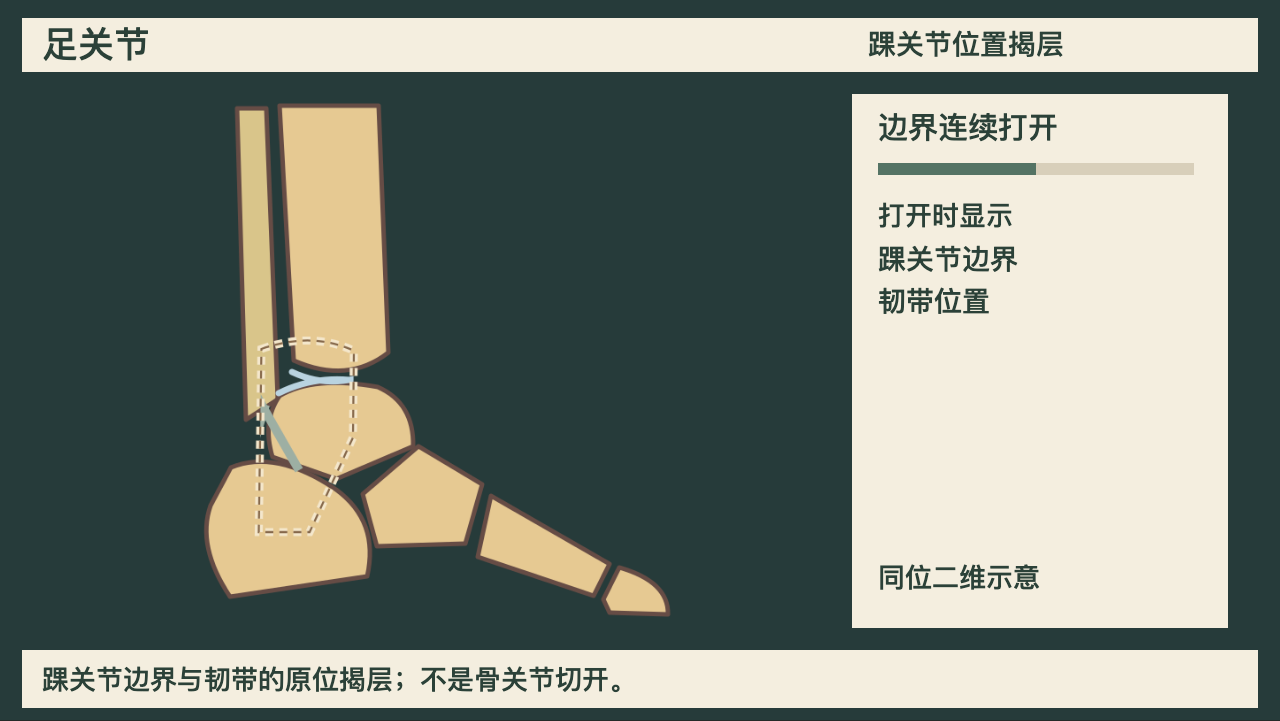 足关节
踝关节位置揭层
边界连续打开
打开时显示
踝关节边界
韧带位置
同位二维示意
踝关节边界与韧带的原位揭层；不是骨关节切开。